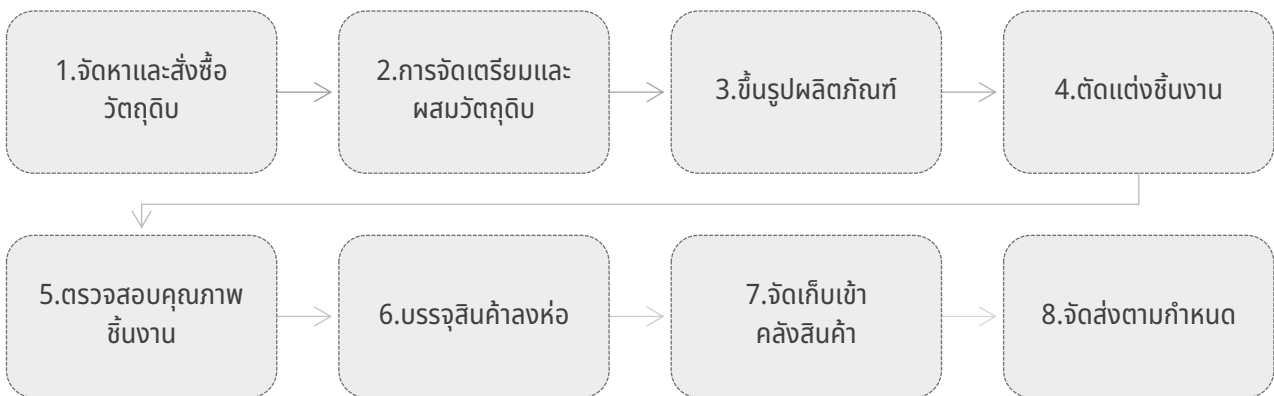 1.จัดหาและสั่งซื้อ
วัตถุดิบ
2.การจัดเตรียมและ
ผสมวัตถุดิบ
3.ขึ้นรูปผลิตภัณฑ์
4.ตัดแต่งชิ้นงาน
5.ตรวจสอบคุณภาพ
ชิ้นงาน
6.บรรจุสินค้าลงห่อ
7.จัดเก็บเข้า
คลังสินค้า
8.จัดส่งตามกำหนด